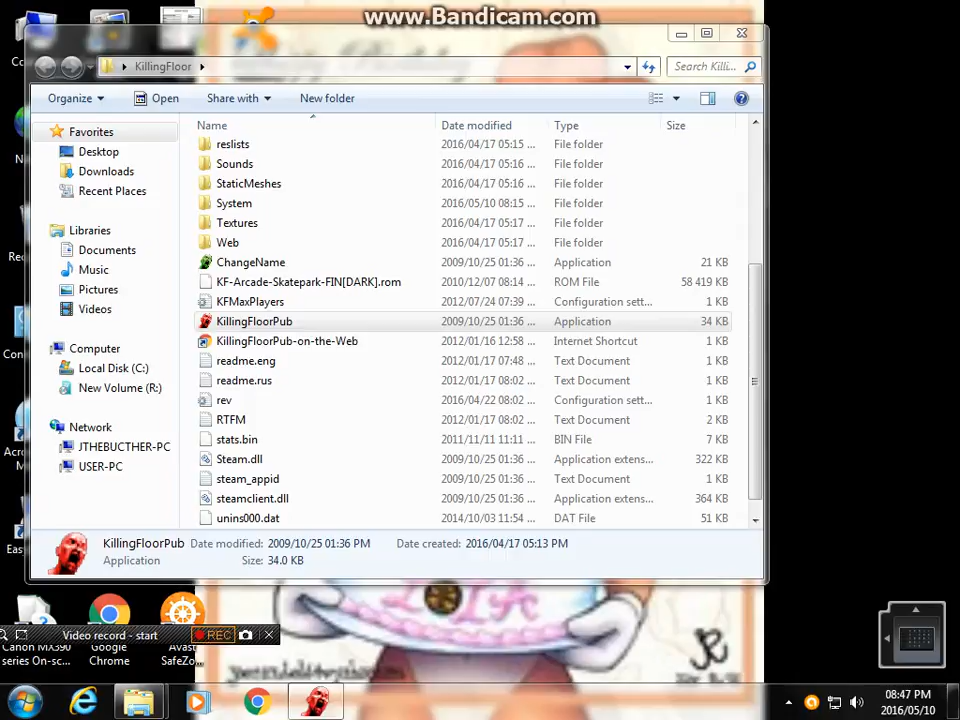 www.Bandicam.com
KillingFloor
Search Killi...
Organize
Open
Share with
New folder
Name
Date modified
Type
Size
Favorites
Desktop
Downloads
Recent Places
Libraries
Documents
Music
Pictures
Videos
Computer
Local Disk (C:)
New Volume (R:)
Network
JTHEBUCTHER-PC
USER-PC
reslists 2016/04/17 05:15 ... File folder
Sounds 2016/04/17 05:16 ... File folder
StaticMeshes 2016/04/17 05:16 ... File folder
System 2016/05/10 08:15 ... File folder
Textures 2016/04/17 05:17 ... File folder
Web 2016/04/17 05:17 ... File folder
ChangeName 2009/10/25 01:36 ... Application 21 KB
KF-Arcade-Skatepark-FIN[DARK].rom 2010/12/07 08:14 ... ROM File 58 419 KB
KFMaxPlayers 2012/07/24 07:39 ... Configuration sett... 1 KB
KillingFloorPub 2009/10/25 01:36 ... Application 34 KB
KillingFloorPub-on-the-Web 2012/01/16 12:58 ... Internet Shortcut 1 KB
readme.eng 2012/01/17 07:48 ... Text Document 1 KB
readme.rus 2012/01/17 08:02 ... Text Document 1 KB
rev 2016/04/22 08:02 ... Configuration sett... 1 KB
RTFM 2012/01/17 08:02 ... Text Document 2 KB
stats.bin 2011/11/11 11:11 ... BIN File 7 KB
Steam.dll 2009/10/25 01:36 ... Application extens... 322 KB
steam_appid 2009/10/25 01:36 ... Text Document 1 KB
steamclient.dll 2009/10/25 01:36 ... Application extens... 364 KB
unins000.dat 2014/10/03 11:54 ... DAT File 51 KB
KillingFloorPub Date modified: 2009/10/25 01:36 PM Date created: 2016/04/17 05:13 PM
Application Size: 34.0 KB
Video record - start
REC
Canon MX390
series On-sc...
Google
Chrome
Avast
SafeZo...
08:47 PM
2016/05/10